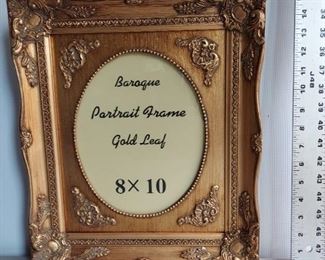 Baroque
Portrait Frame
Gold Leaf
8 × 10